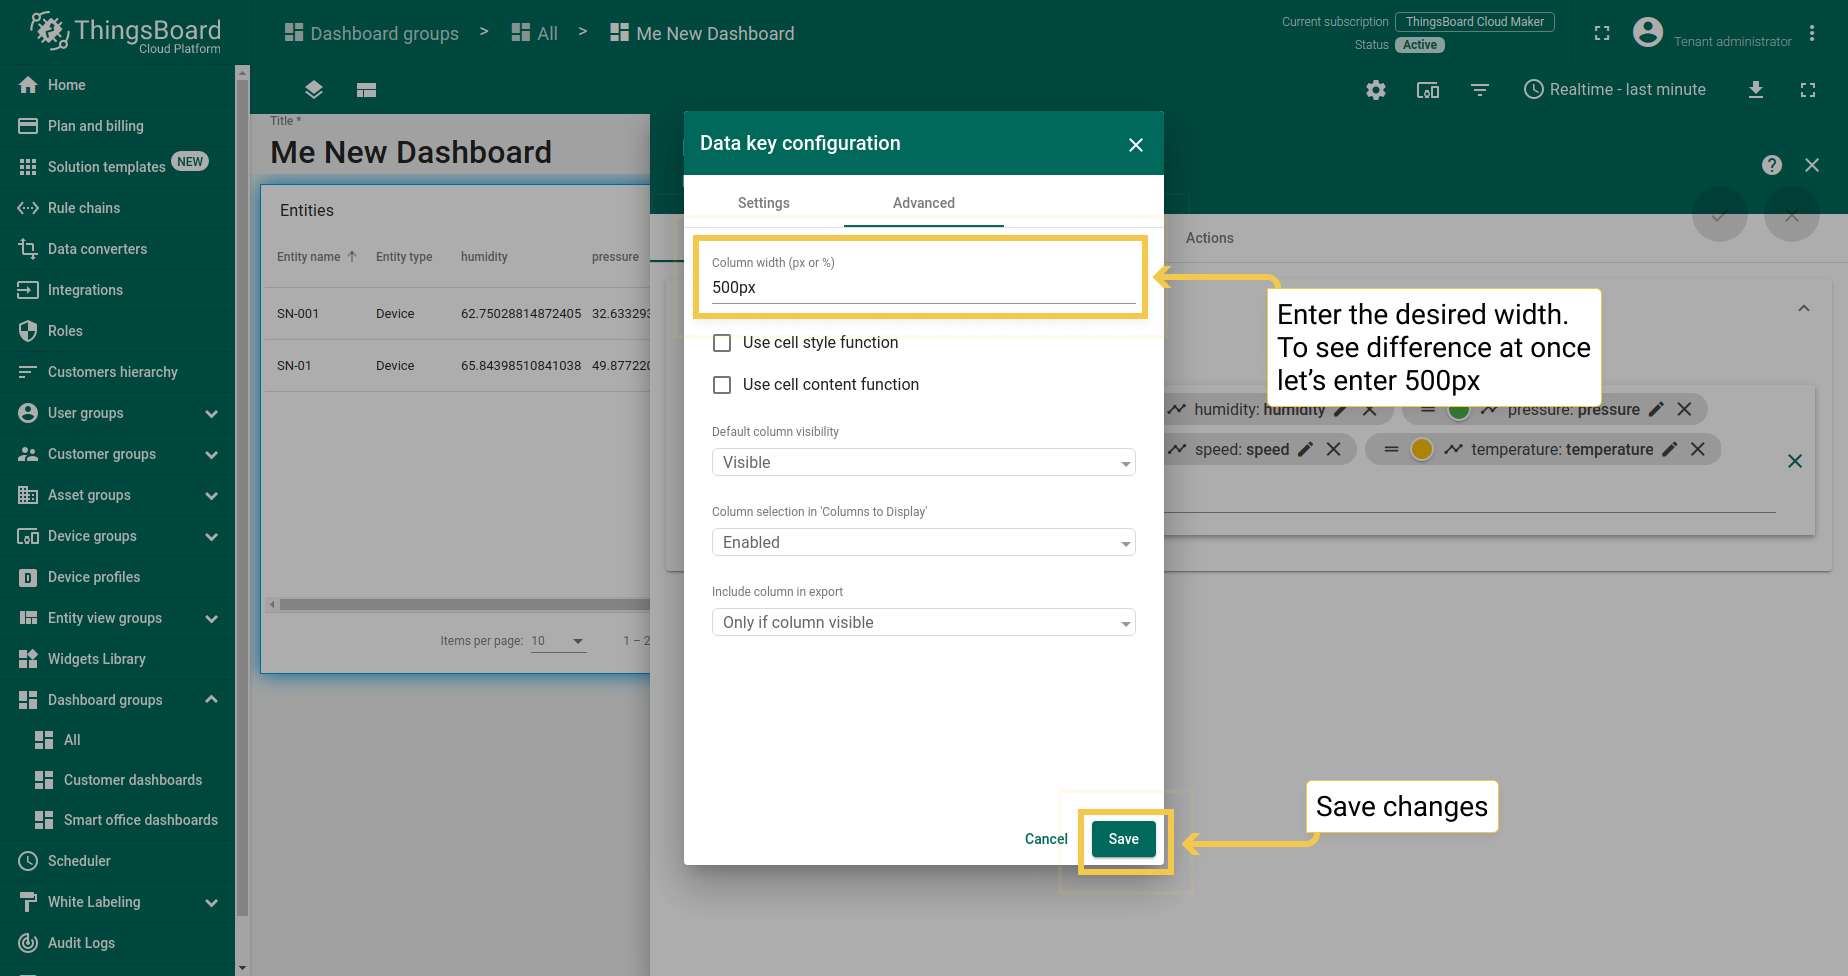 ThingsBoard
Cloud Platform
Dashboard groups > All > Me New Dashboard
Current subscription ThingsBoard Cloud Maker
Status Active
Tenant administrator
Home
Plan and billing
Solution templates NEW
Rule chains
Data converters
Integrations
Roles
Customers hierarchy
User groups
Customer groups
Asset groups
Device groups
Device profiles
Entity view groups
Widgets Library
Dashboard groups
All
Customer dashboards
Smart office dashboards
Scheduler
White Labeling
Audit Logs
Realtime - last minute
Title *
Me New Dashboard
Entities
Entity name Entity type humidity pressure
SN-001 Device 62.75028814872405 32.633293
SN-01 Device 65.84398510841038 49.877220
Items per page: 10 1 – 2
Data key configuration
Settings Advanced
Column width (px or %)
500px
Use cell style function
Use cell content function
Default column visibility
Visible
Column selection in 'Columns to Display'
Enabled
Include column in export
Only if column visible
Cancel Save
Actions
Enter the desired width.
To see difference at once
let's enter 500px
humidity: humidity pressure: pressure
speed: speed temperature: temperature
Save changes